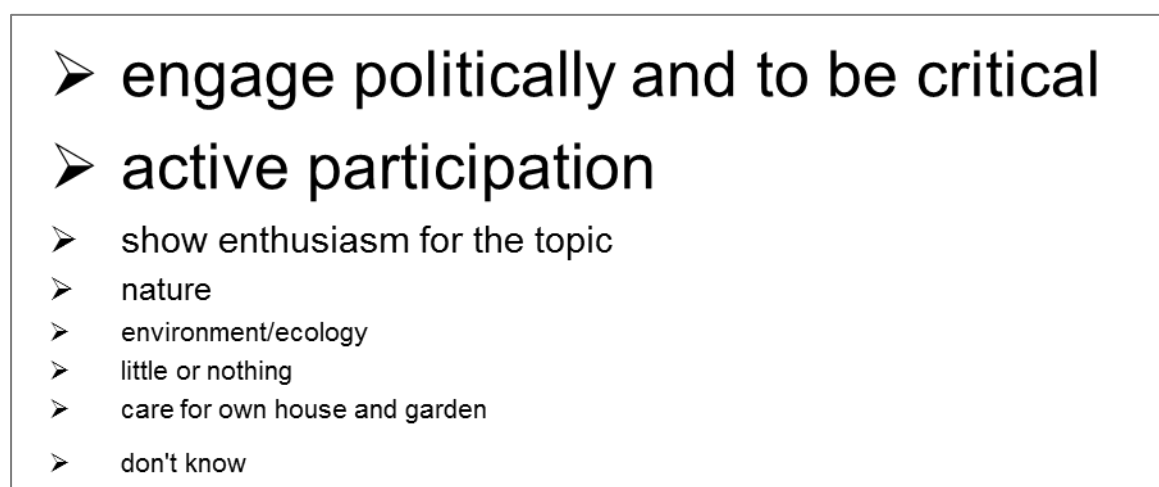 ➢ engage politically and to be critical
➢ active participation
➢ show enthusiasm for the topic
➢ nature
➢ environment/ecology
➢ little or nothing
➢ care for own house and garden
➢ don't know